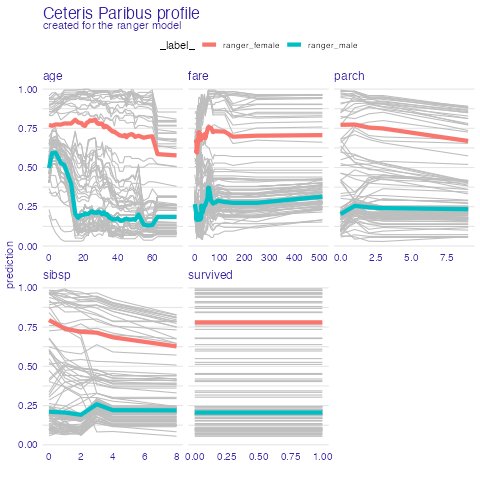 Ceteris Paribus profile
created for the ranger model
_label_ ranger_female ranger_male
age fare parch
1.00
0.75
0.50
0.25
0.00
0 20 40 60 0 100 200 300 400 500 0.0 2.5 5.0 7.5
prediction
sibsp survived
1.00
0.75
0.50
0.25
0.00
0 2 4 6 8 0.00 0.25 0.50 0.75 1.00